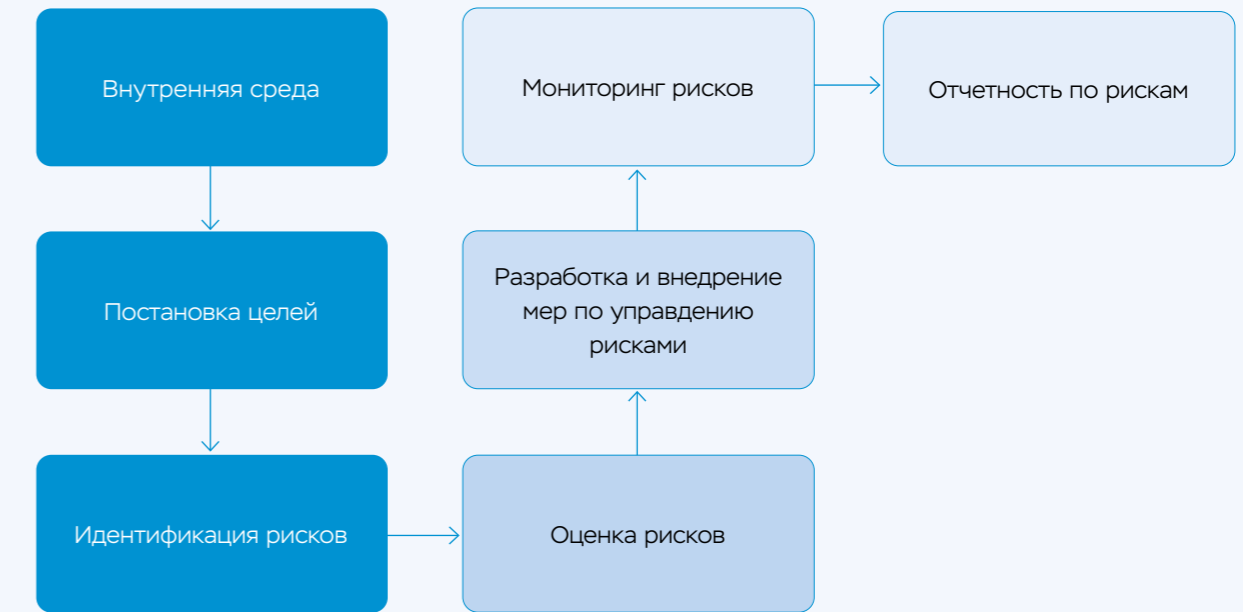 Внутренняя среда
Мониторинг рисков
Отчетность по рискам
Постановка целей
Разработка и внедрение
мер по управдению
рисками
Идентификация рисков
Оценка рисков